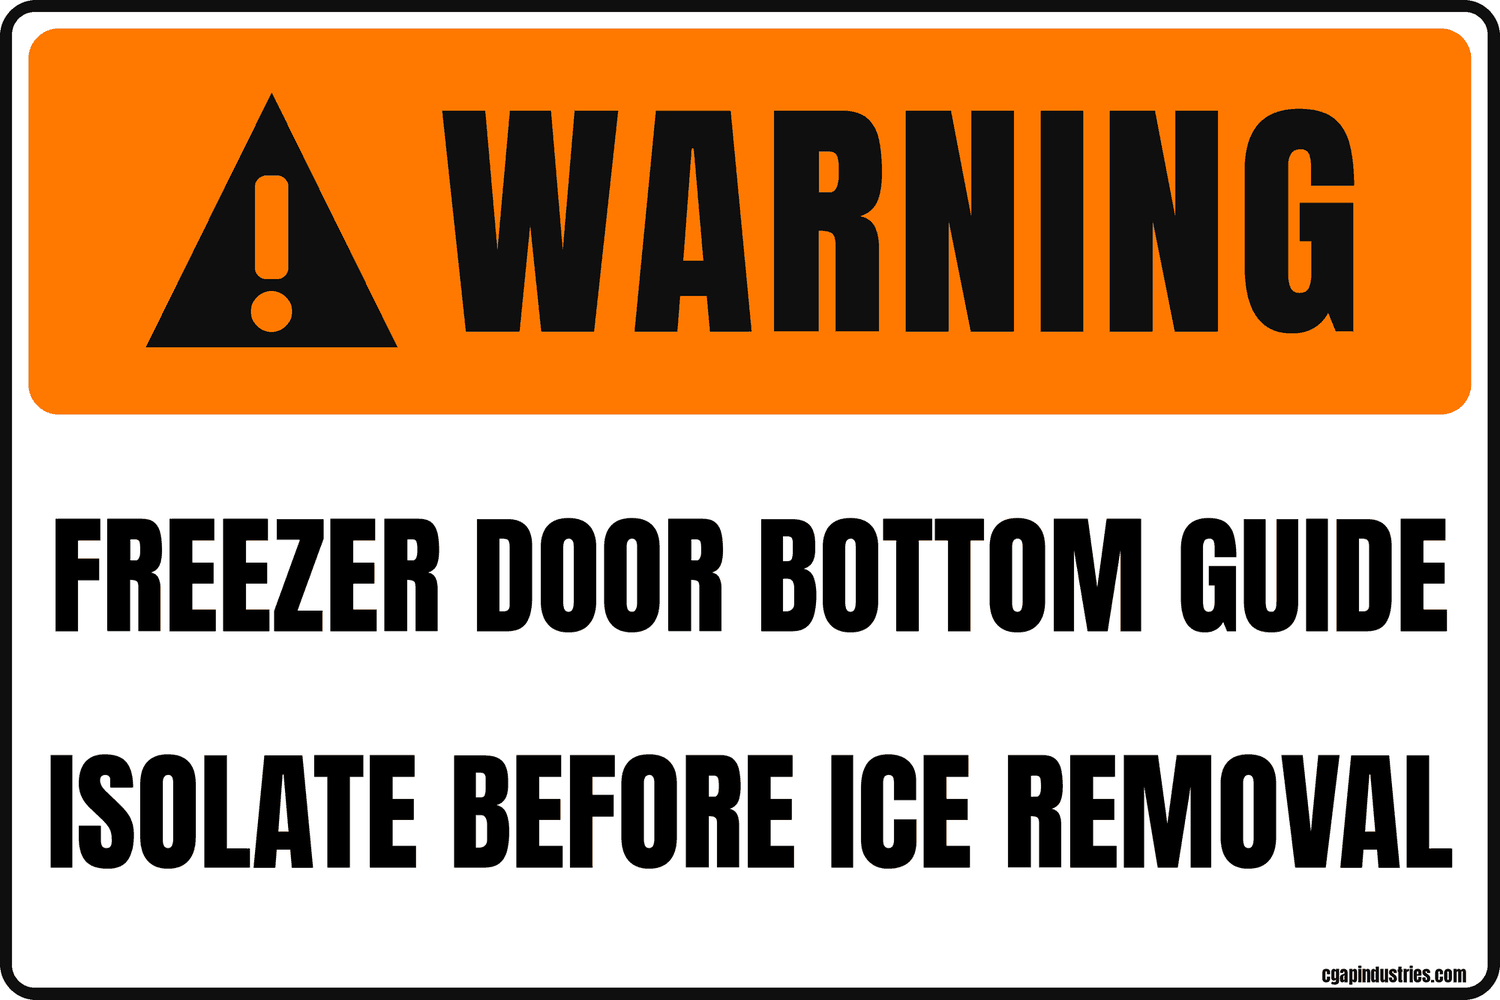 WARNING
FREEZER DOOR BOTTOM GUIDE
ISOLATE BEFORE ICE REMOVAL
cgapindustries.com